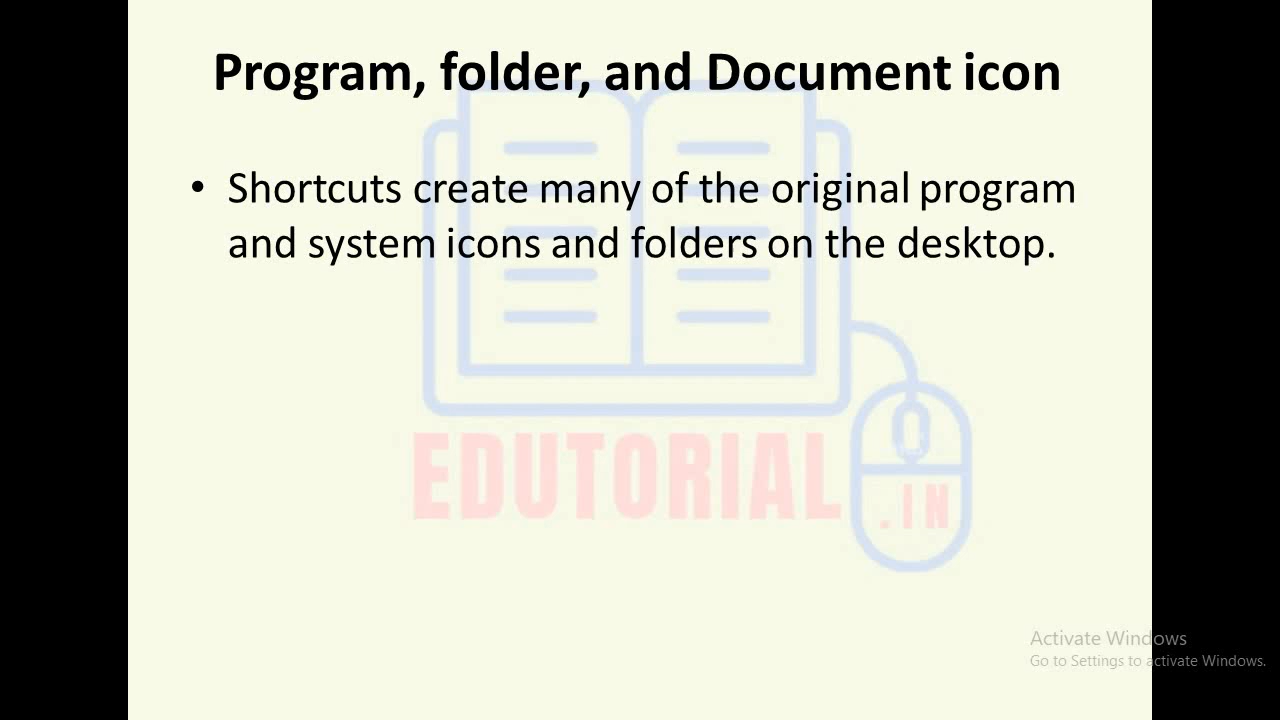 Program, folder, and Document icon
• Shortcuts create many of the original program
and system icons and folders on the desktop.
EDUTORIAL
.IN
Activate Windows
Go to Settings to activate Windows.